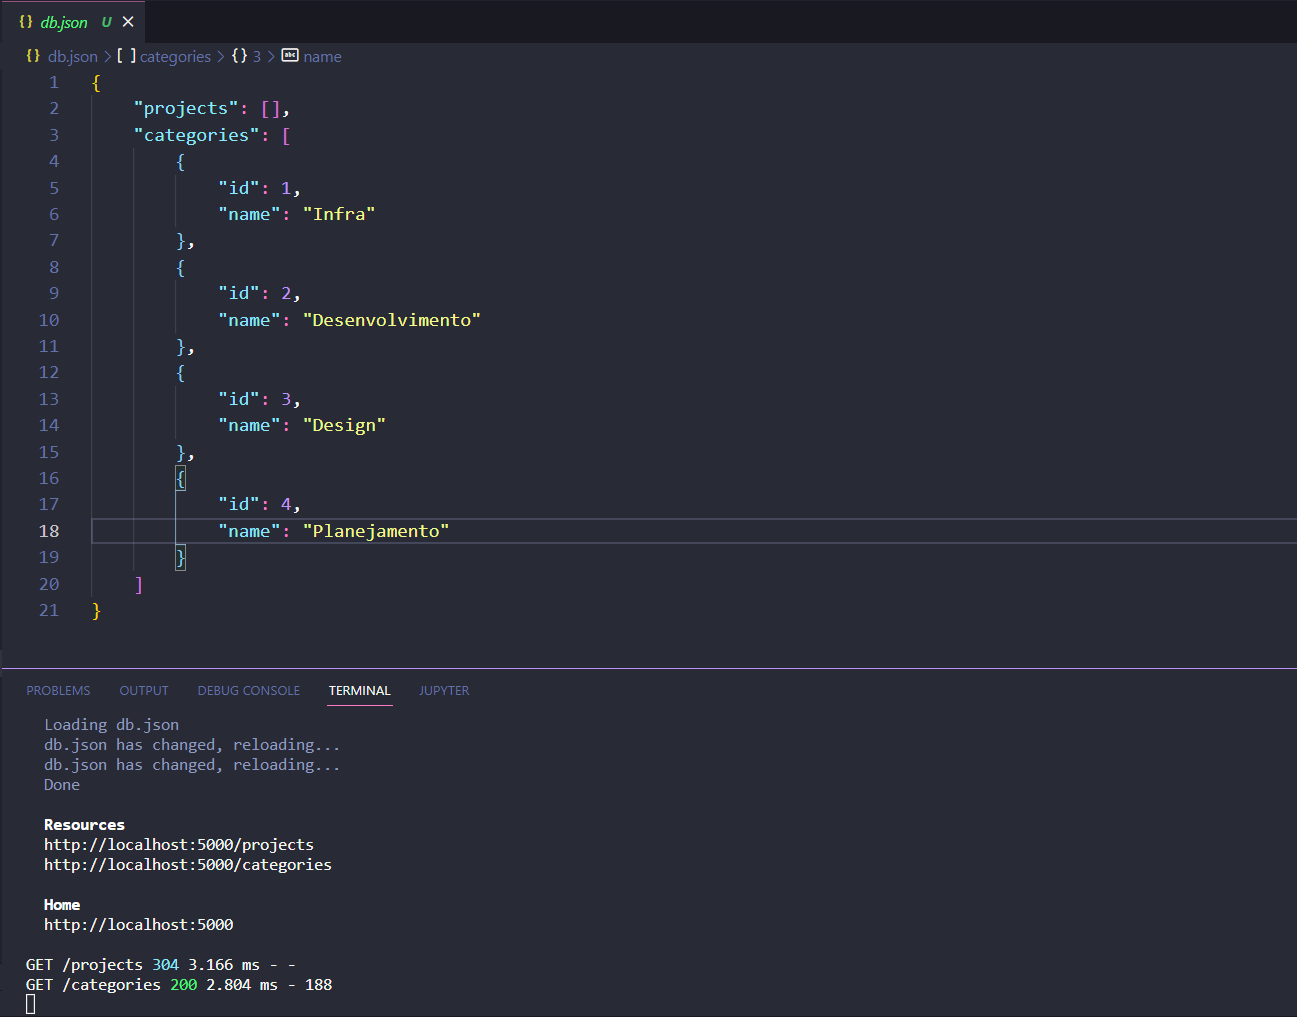 {} db.json U ×
{} db.json > [ ] categories > {} 3 > abc name
1 {
2 "projects": [],
3 "categories": [
4 {
5 "id": 1,
6 "name": "Infra"
7 },
8 {
9 "id": 2,
10 "name": "Desenvolvimento"
11 },
12 {
13 "id": 3,
14 "name": "Design"
15 },
16 {
17 "id": 4,
18 "name": "Planejamento"
19 }
20 ]
21 }
PROBLEMS OUTPUT DEBUG CONSOLE TERMINAL JUPYTER
Loading db.json
db.json has changed, reloading...
db.json has changed, reloading...
Done
Resources
http://localhost:5000/projects
http://localhost:5000/categories
Home
http://localhost:5000
GET /projects 304 3.166 ms - -
GET /categories 200 2.804 ms - 188